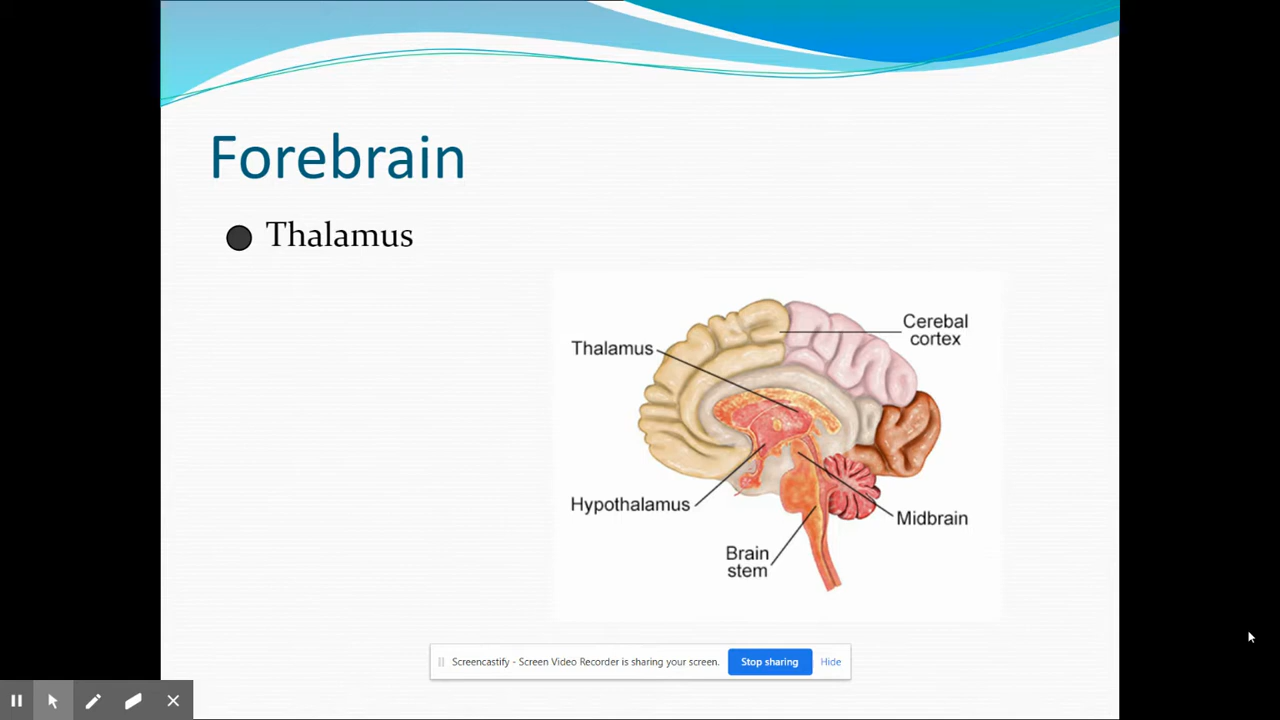 Forebrain
Thalamus
Cerebral
cortex
Thalamus
Hypothalamus
Midbrain
Brain
stem
Screencastify - Screen Video Recorder is sharing your screen. Stop sharing Hide